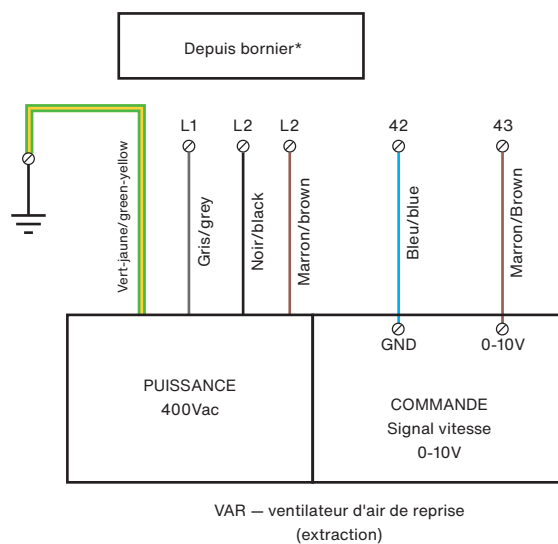 Depuis bornier*
L1
L2
L2
42
43
Vert-jaune/green-yellow
Gris/grey
Noir/black
Marron/brown
Bleu/blue
Marron/Brown
GND
0-10V
PUISSANCE
400Vac
COMMANDE
Signal vitesse
0-10V
VAR — ventilateur d'air de reprise
(extraction)